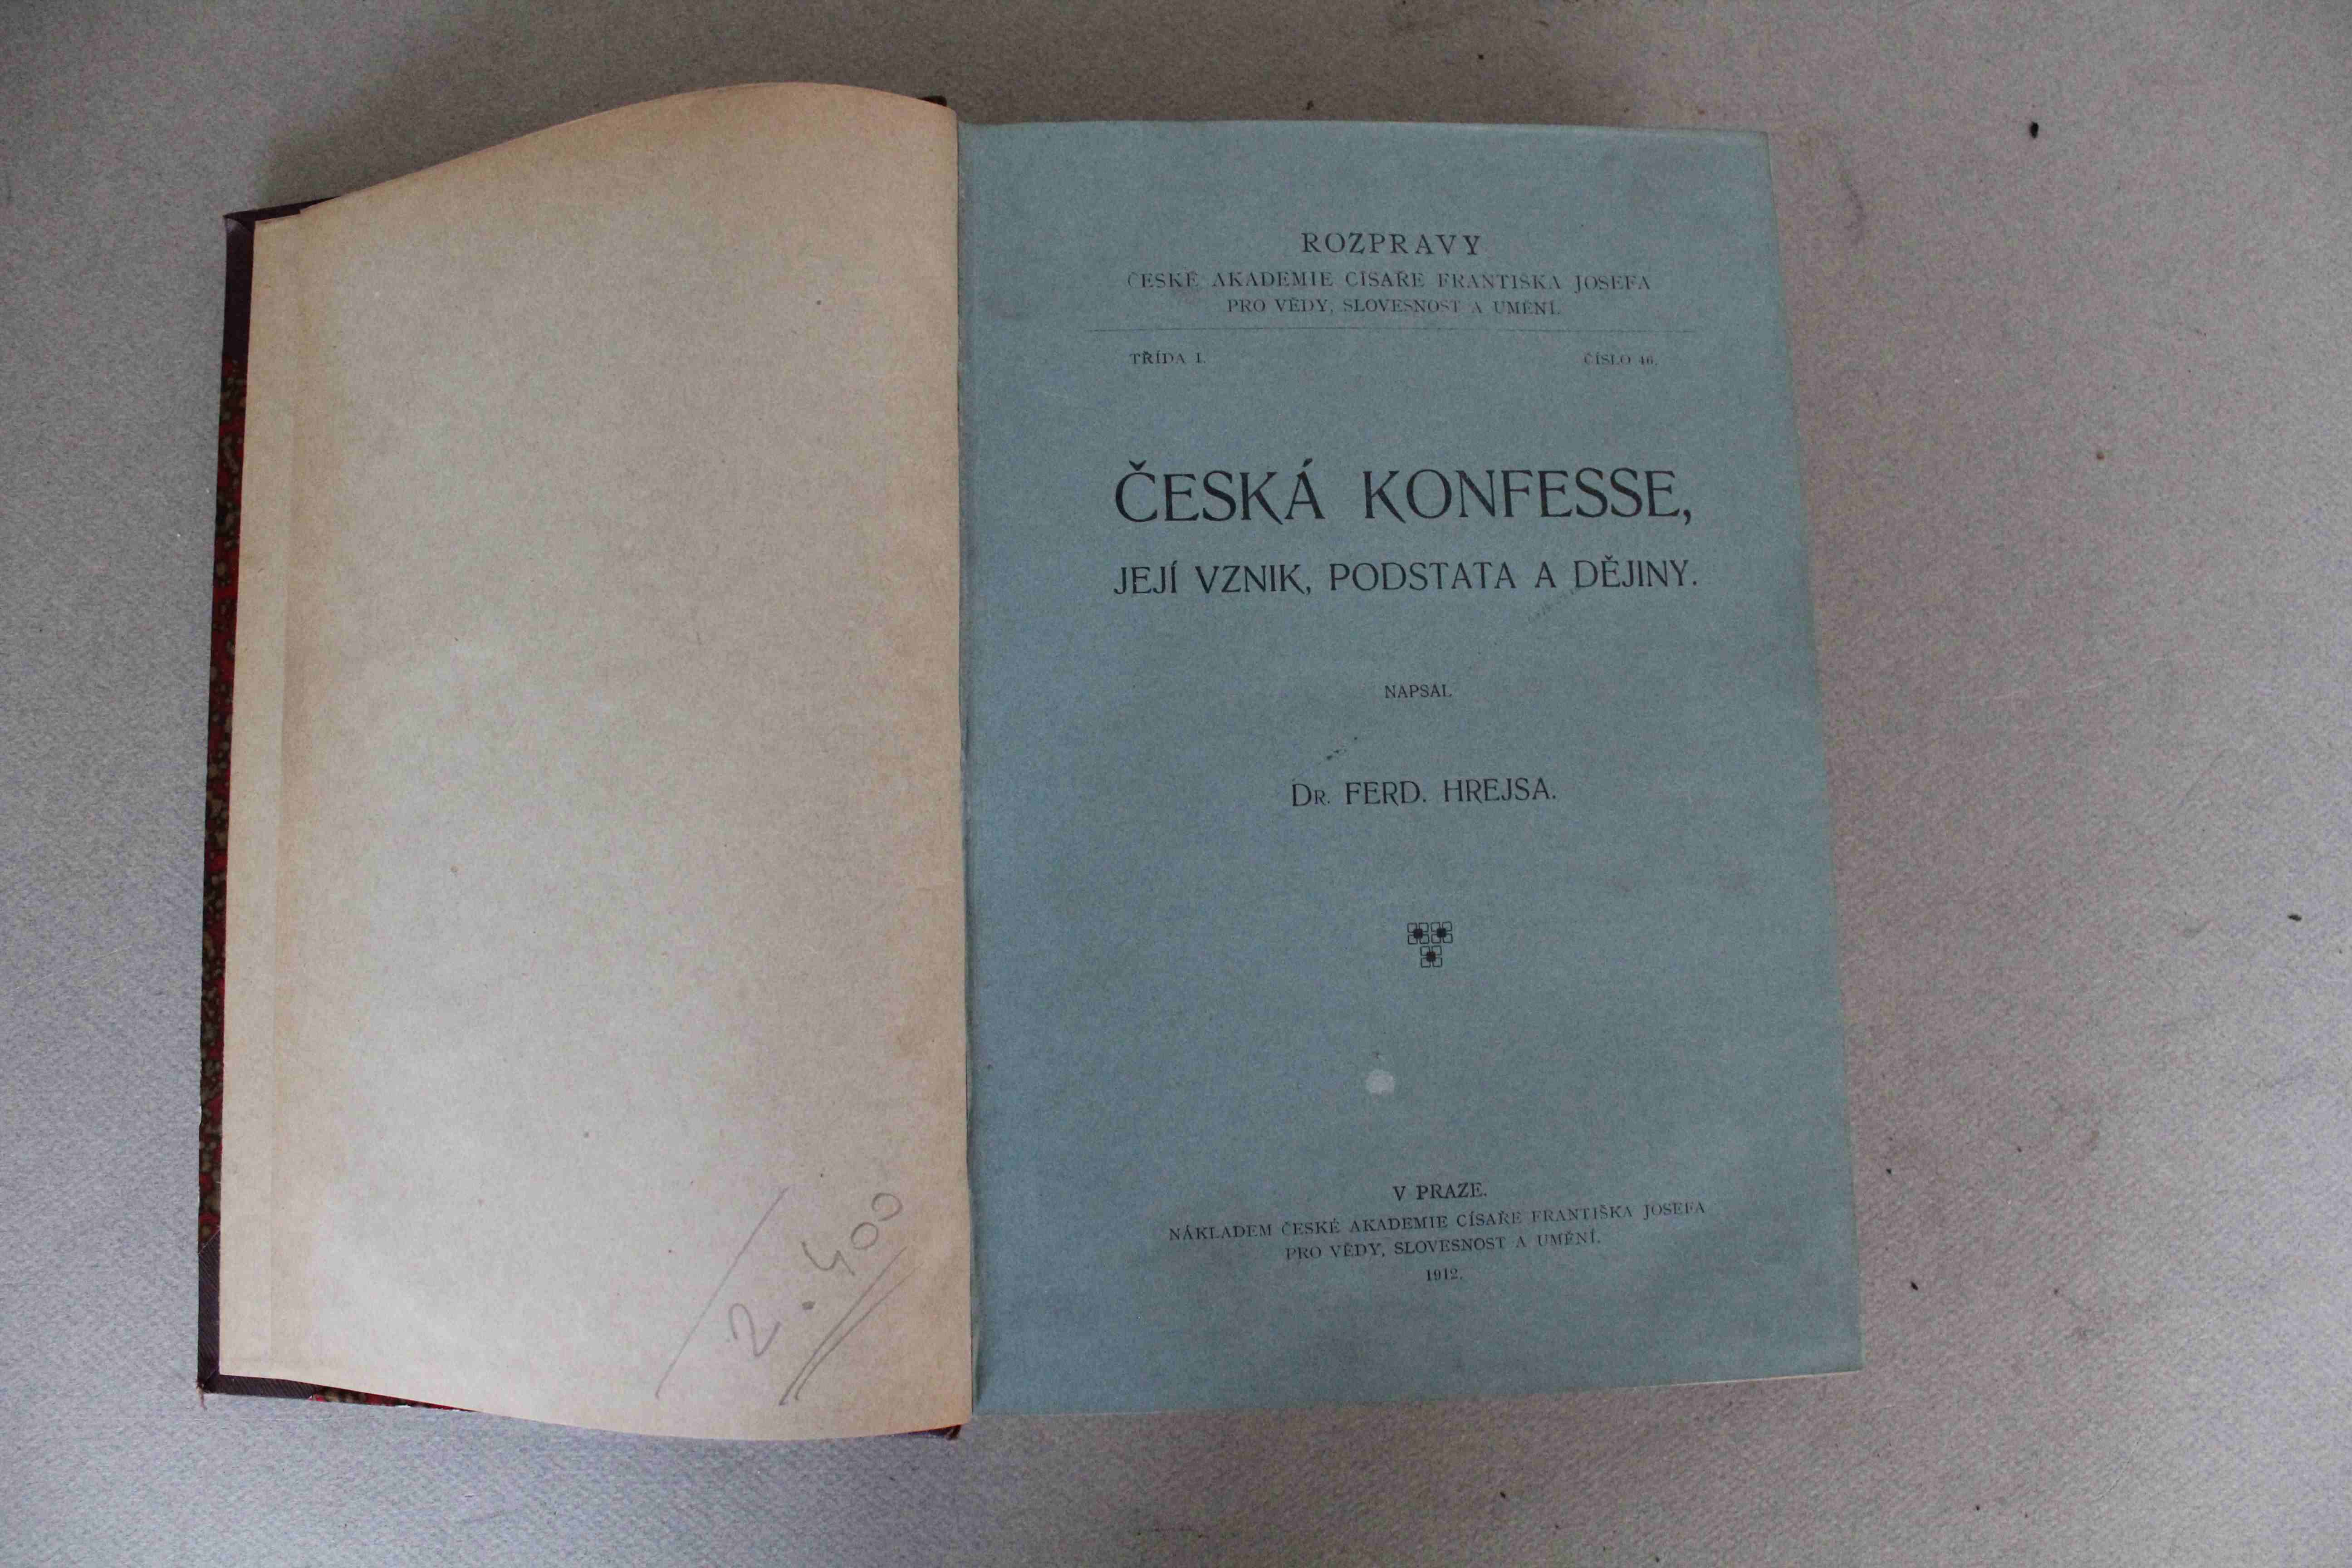 2.400
ROZPRAVY
ČESKÉ AKADEMIE CÍSAŘE FRANTIŠKA JOSEFA
PRO VĚDY, SLOVESNOST A UMĚNÍ.
TŘÍDA I. ČÍSLO 46.
ČESKÁ KONFESSE,
JEJÍ VZNIK, PODSTATA A DĚJINY.
NAPSAL
DR. FERD. HREJSA.
V PRAZE.
NÁKLADEM ČESKÉ AKADEMIE CÍSAŘE FRANTIŠKA JOSEFA
PRO VĚDY, SLOVESNOST A UMĚNÍ.
1912.